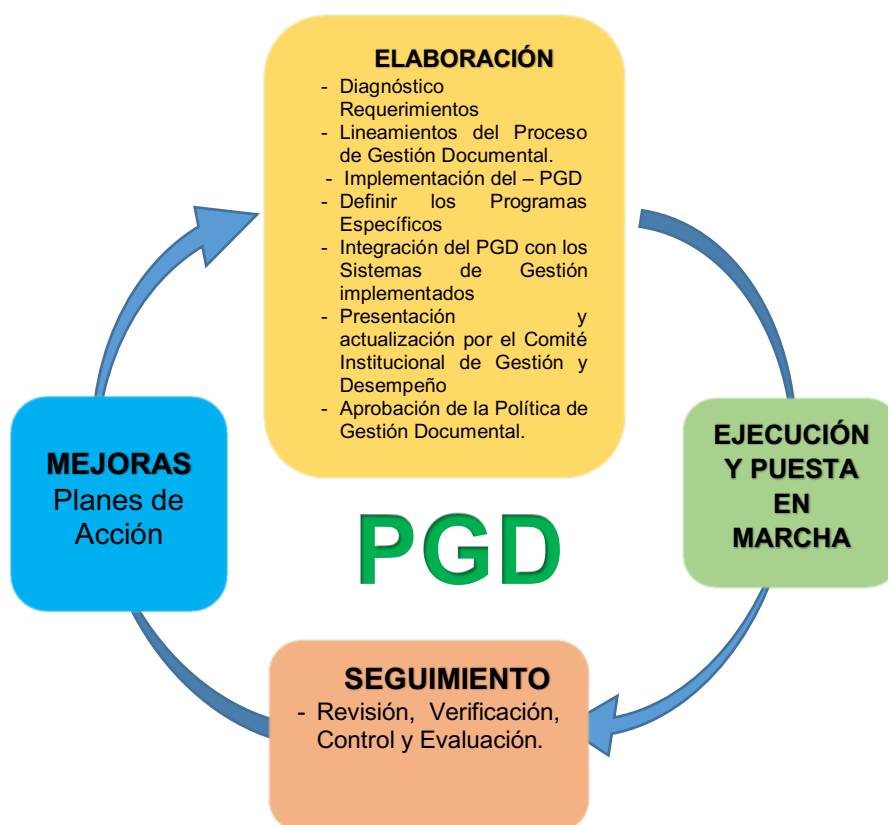 ELABORACIÓN
- Diagnóstico
Requerimientos
- Lineamientos del Proceso
de Gestión Documental.
- Implementación del – PGD
- Definir los Programas
Específicos
- Integración del PGD con los
Sistemas de Gestión
implementados
- Presentación y
actualización por el Comité
Institucional de Gestión y
Desempeño
- Aprobación de la Política de
Gestión Documental.
EJECUCIÓN
Y PUESTA
EN
MARCHA
MEJORAS
Planes de
Acción
PGD
SEGUIMIENTO
- Revisión, Verificación,
Control y Evaluación.